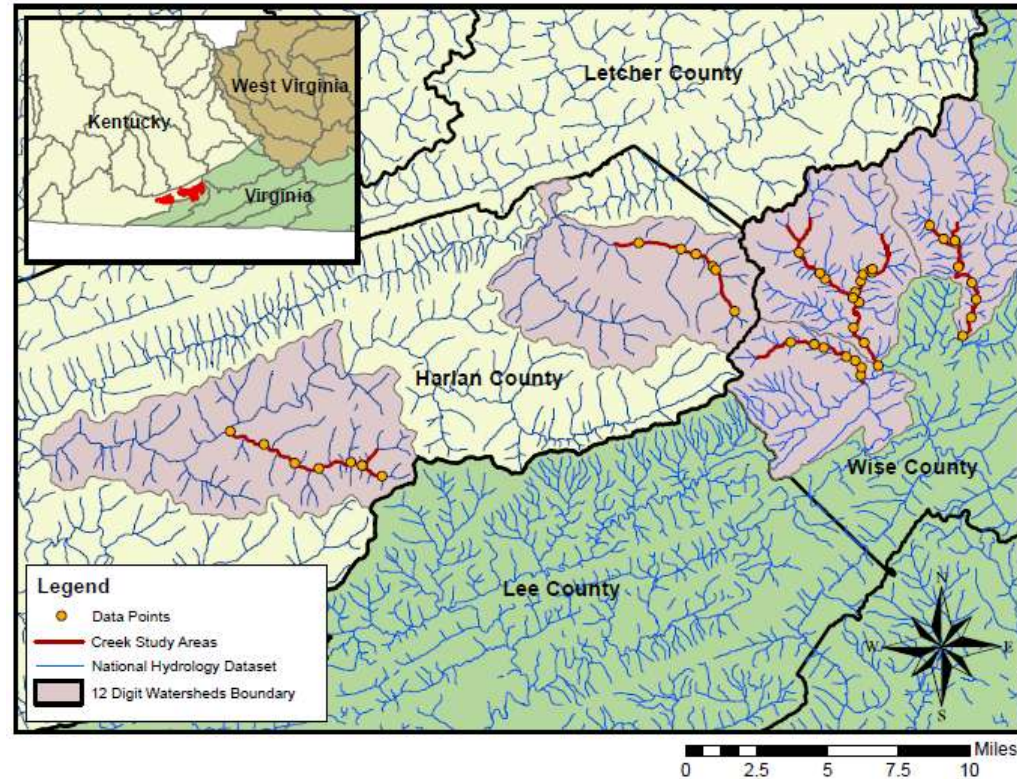 Letcher County
West Virginia
Kentucky
Virginia
Harlan County
Wise County
Lee County
Legend
Data Points
Creek Study Areas
National Hydrology Dataset
12 Digit Watersheds Boundary
N
W
E
S
Miles
0 2.5 5 7.5 10